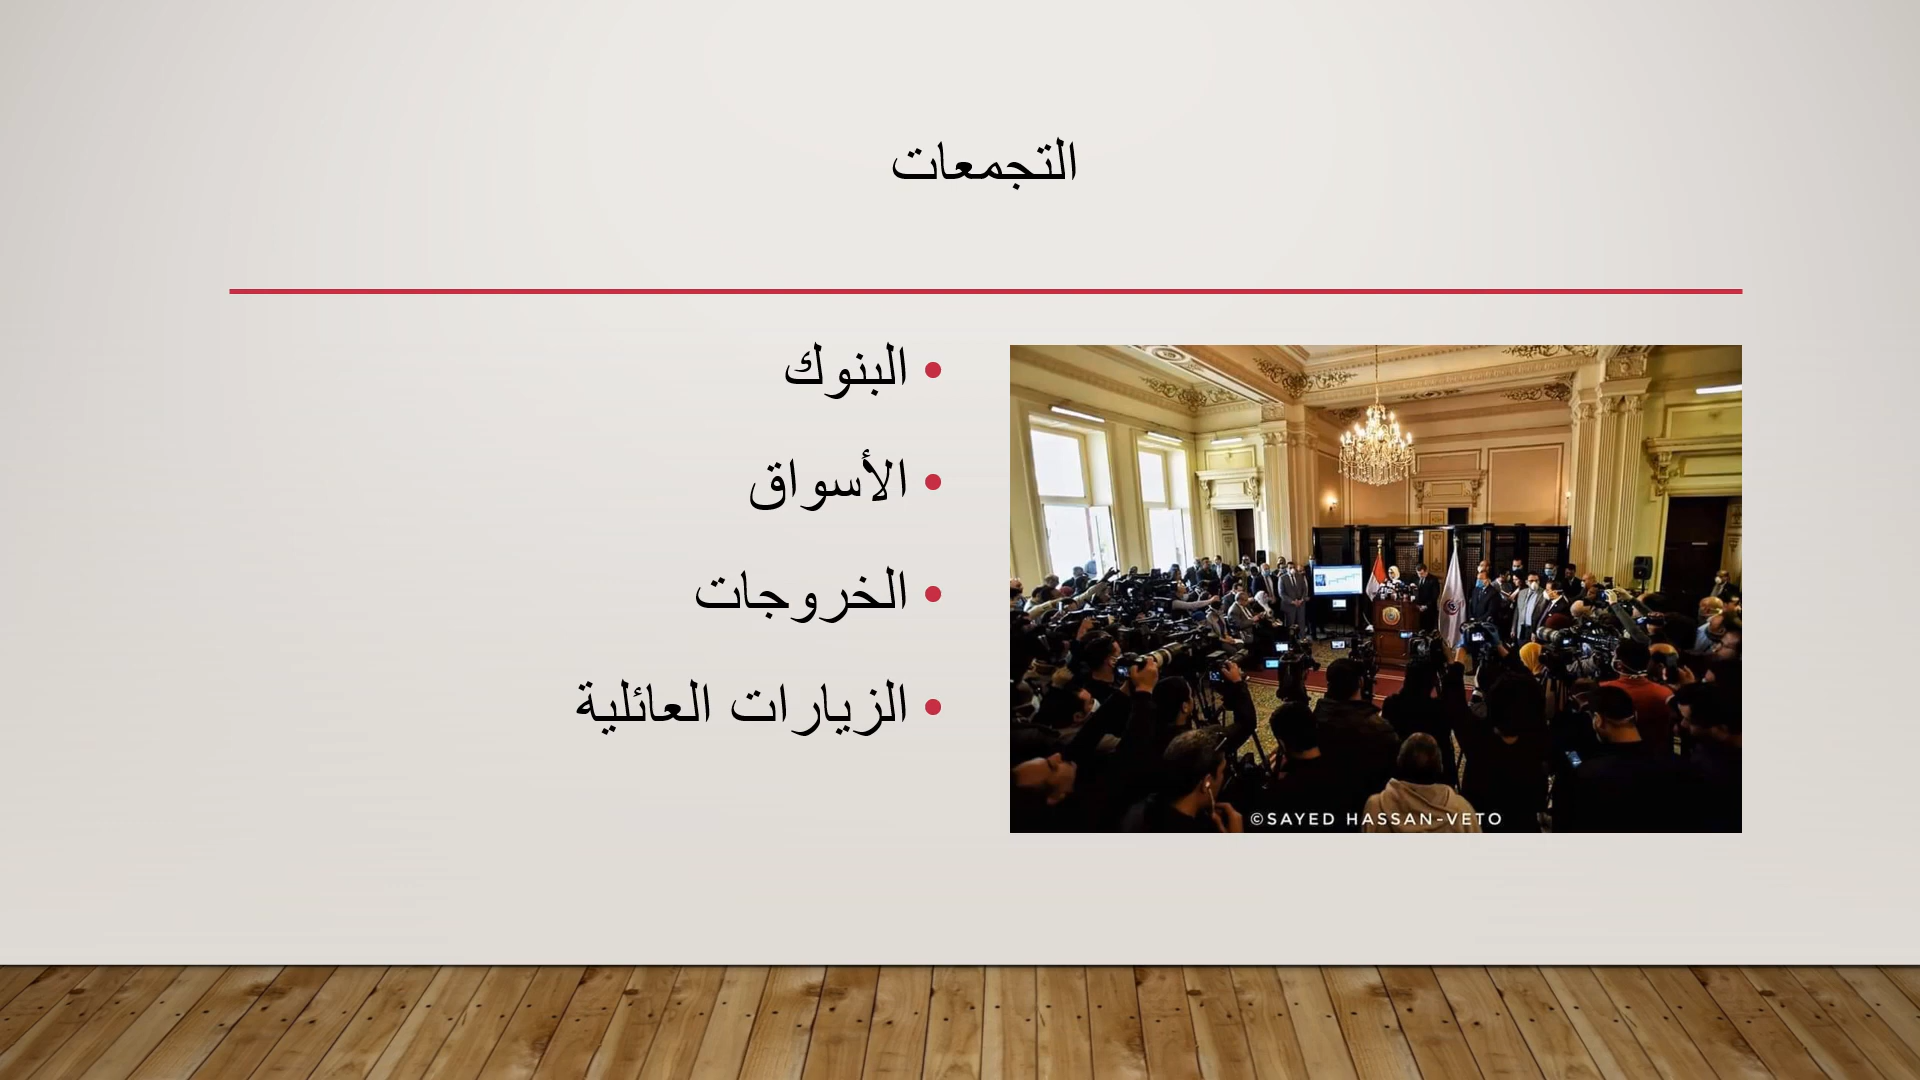 التجمعات
• البنوك
• الأسواق
• الخروجات
• الزيارات العائلية
©SAYED HASSAN-VETO